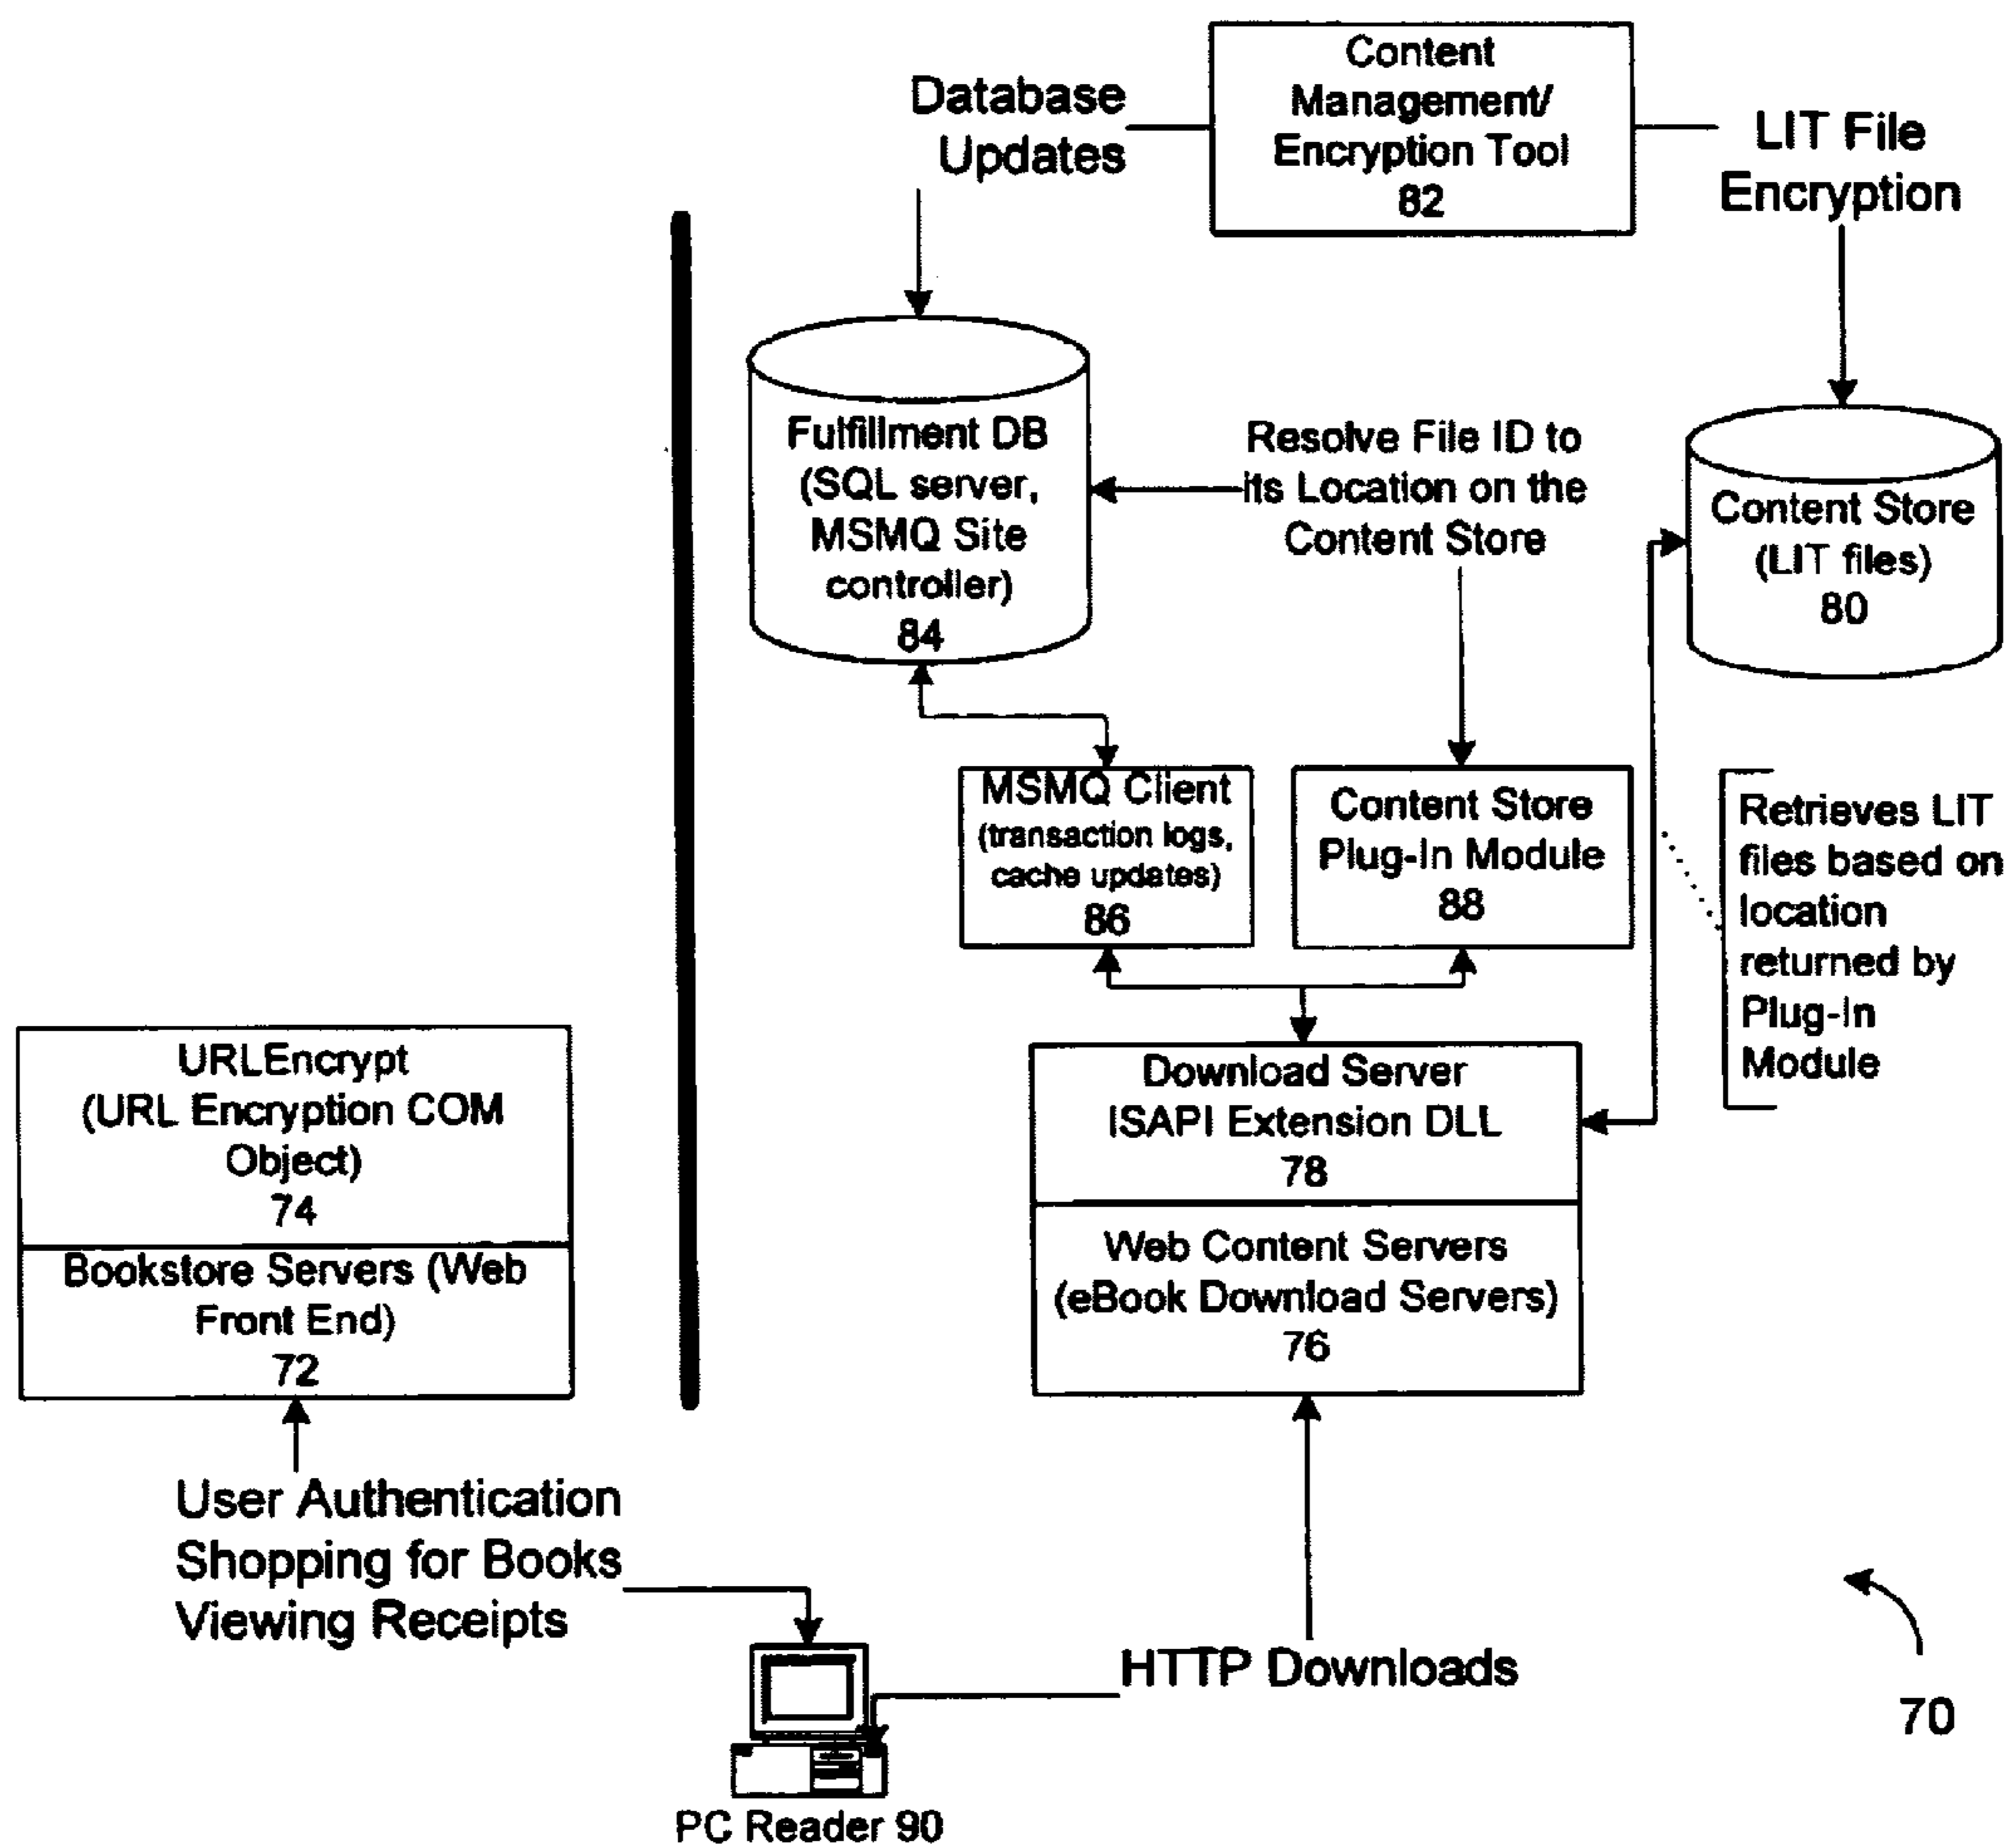 Content
Management/
Encryption Tool
82
Database
Updates
LIT File
Encryption
Fulfillment DB
(SQL server,
MSMQ Site
controller)
84
Resolve File ID to
its Location on the
Content Store
Content Store
(LIT files)
80
MSMQ Client
(transaction logs,
cache updates)
86
Content Store
Plug-In Module
88
Retrieves LIT
files based on
location
returned by
Plug-In
Module
URLEncrypt
(URL Encryption COM
Object)
74
Bookstore Servers (Web
Front End)
72
Download Server
ISAPI Extension DLL
78
Web Content Servers
(eBook Download Servers)
76
User Authentication
Shopping for Books
Viewing Receipts
HTTP Downloads
70
PC Reader 90